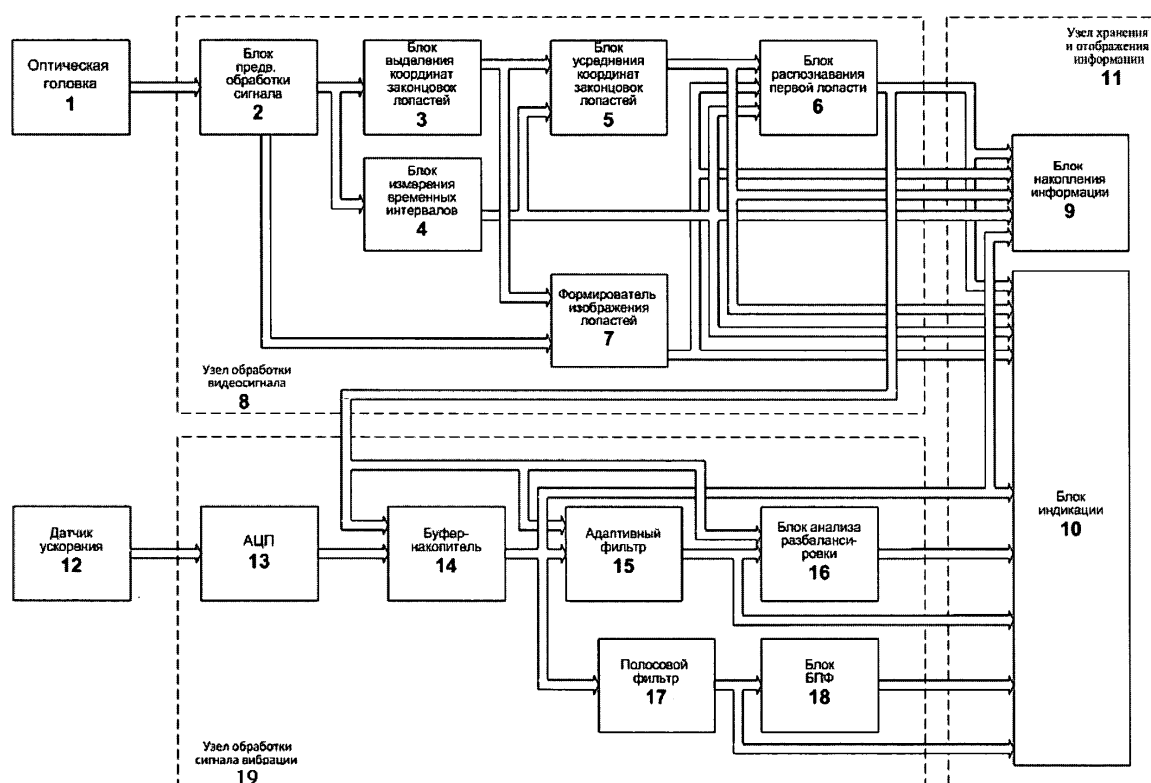 Оптическая
головка
1
Блок
предв.
обработки
сигнала
2
Блок
выделения
координат
законцовок
лопастей
3
Блок
усреднения
координат
законцовок
лопастей
5
Блок
распознавания
первой лопасти
6
Узел хранения
и отображения
информации
11
Блок
измерения
временных
интервалов
4
Блок
накопления
информации
9
Формирователь
изображения
лопастей
7
Узел обработки
видеосигнала
8
Датчик
ускорения
12
АЦП
13
Буфер-
накопитель
14
Адаптивный
фильтр
15
Блок анализа
разбаланси-
ровки
16
Блок
индикации
10
Полосовой
фильтр
17
Блок
БПФ
18
Узел обработки
сигнала вибрации
19